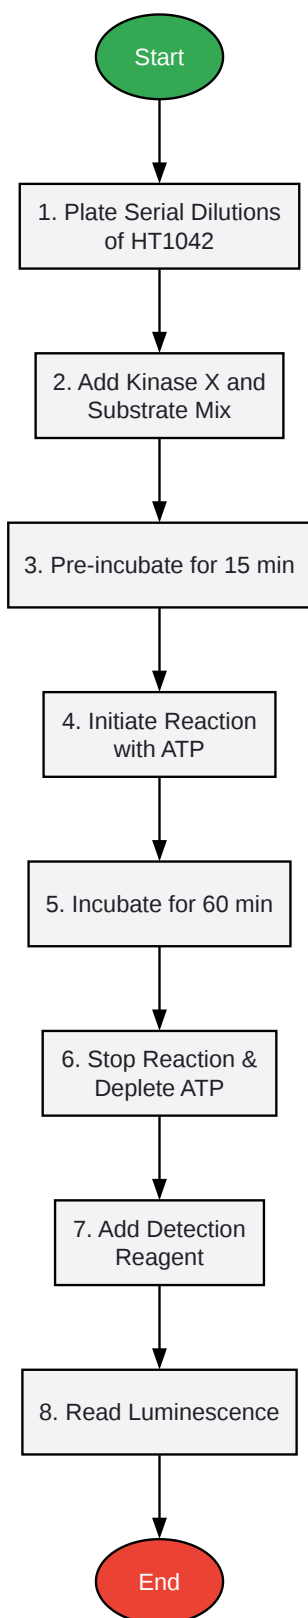 Start
1. Plate Serial Dilutions
of HT1042
2. Add Kinase X and
Substrate Mix
3. Pre-incubate for 15 min
4. Initiate Reaction
with ATP
5. Incubate for 60 min
6. Stop Reaction &
Deplete ATP
7. Add Detection
Reagent
8. Read Luminescence
End